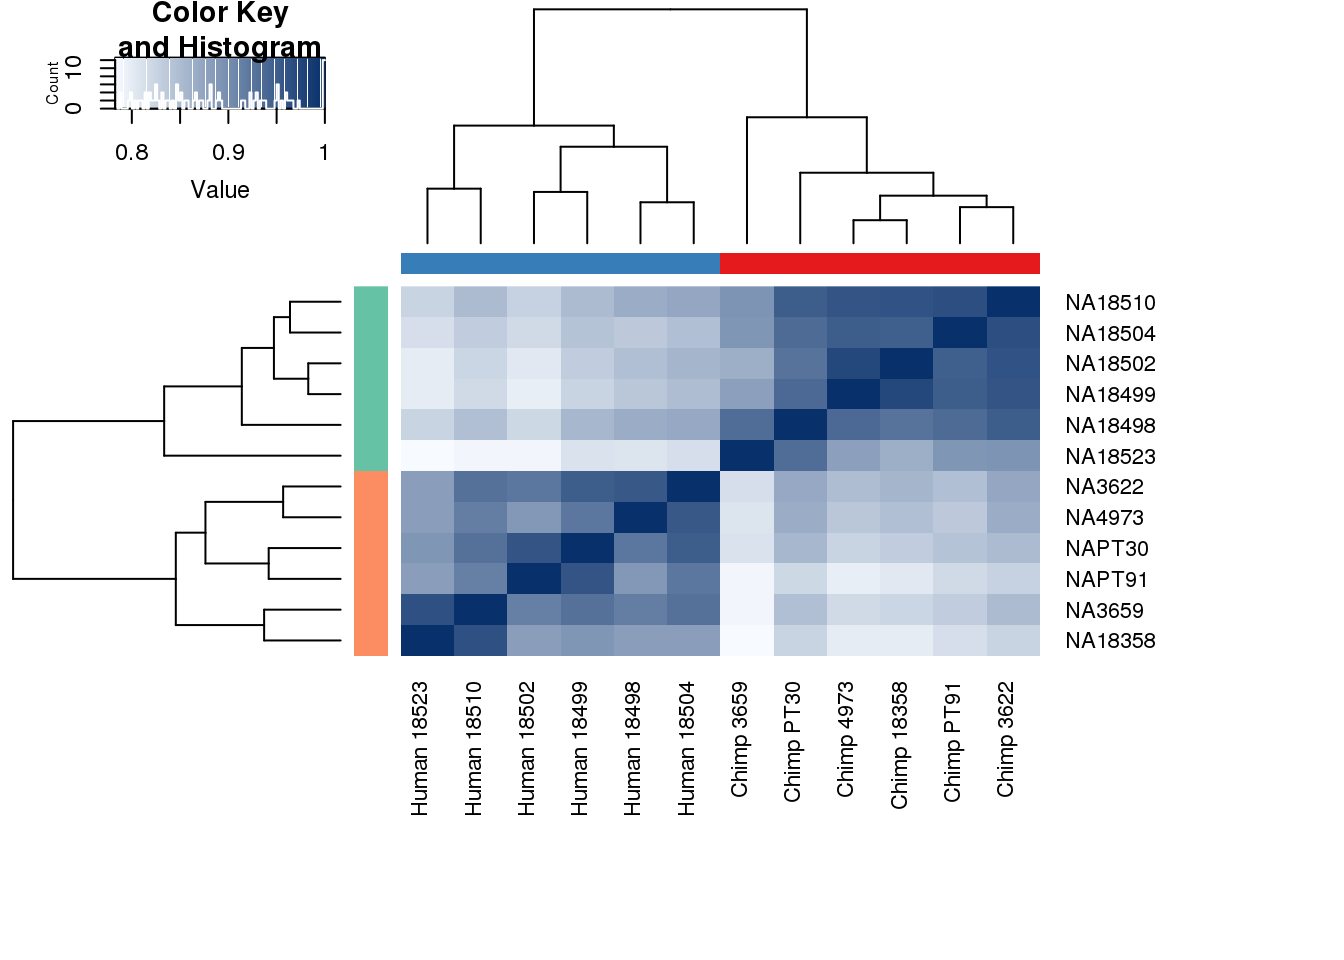 Color Key
and Histogram
Count
0 10
0.8 0.9 1
Value
NA18510
NA18504
NA18502
NA18499
NA18498
NA18523
NA3622
NA4973
NAPT30
NAPT91
NA3659
NA18358
Human 18523
Human 18510
Human 18502
Human 18499
Human 18498
Human 18504
Chimp 3659
Chimp PT30
Chimp 4973
Chimp 18358
Chimp PT91
Chimp 3622